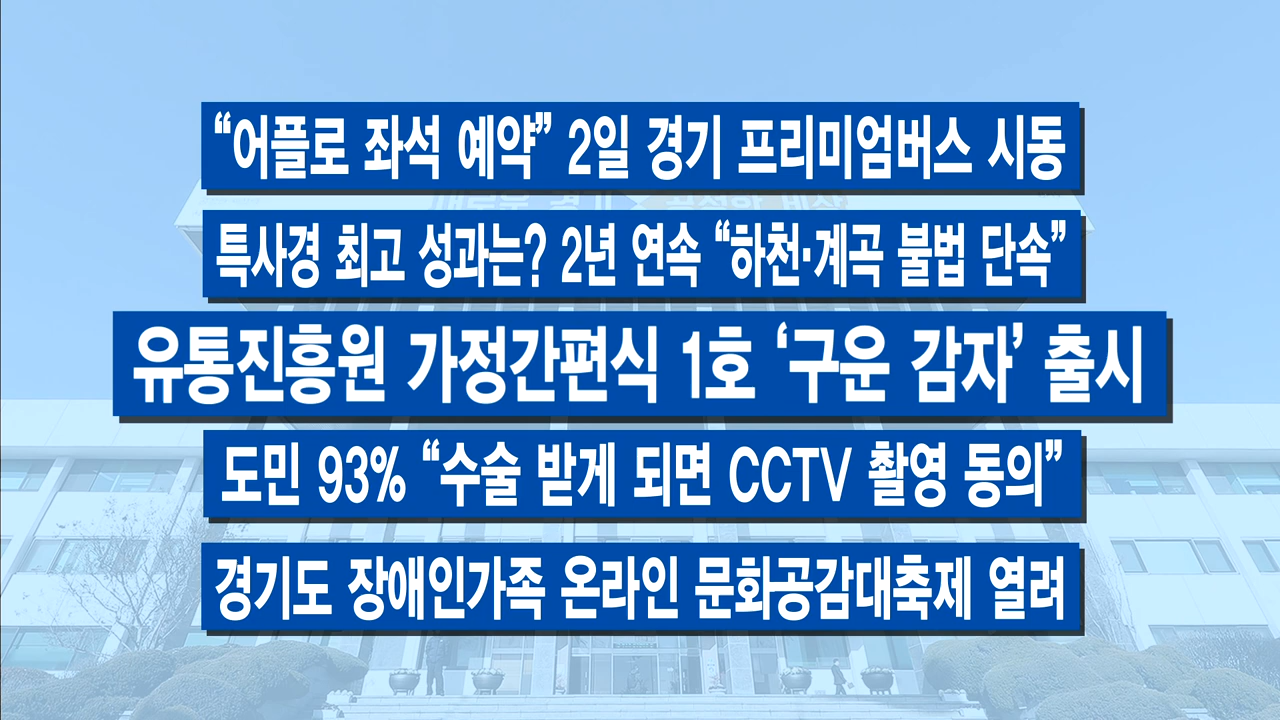 “어플로 좌석 예약” 2일 경기 프리미엄버스 시동
특사경 최고 성과는? 2년 연속 “하천·계곡 불법 단속”
유통진흥원 가정간편식 1호 ‘구운 감자’ 출시
도민 93% “수술 받게 되면 CCTV 촬영 동의”
경기도 장애인가족 온라인 문화공감대축제 열려